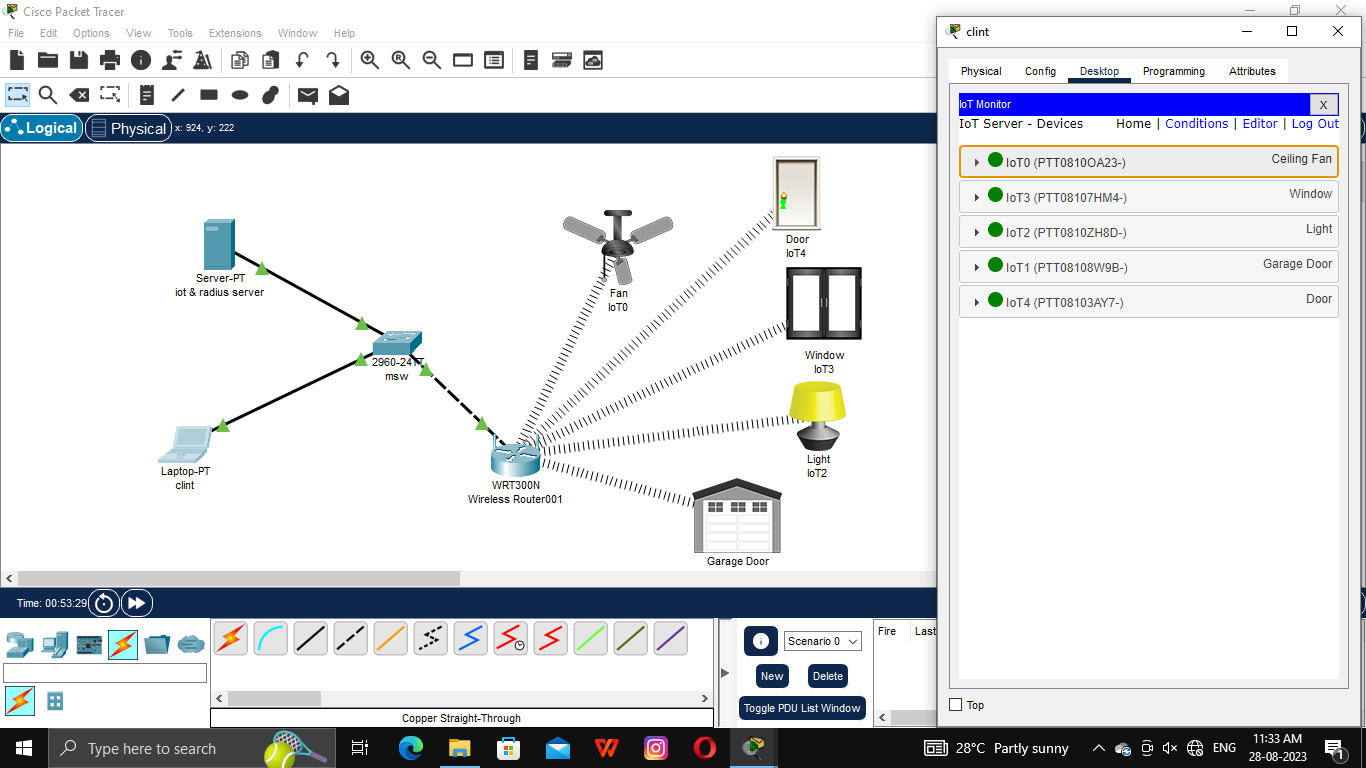 Cisco Packet Tracer
File Edit Options View Tools Extensions Window Help
Logical Physical x: 924, y: 222
Server-PT
iot & radius server
2960-24TT
msw
Laptop-PT
clint
WRT300N
Wireless Router001
Fan
IoT0
Door
IoT4
Window
IoT3
Light
IoT2
Garage Door
clint
Physical Config Desktop Programming Attributes
IoT Monitor X
IoT Server - Devices Home | Conditions | Editor | Log Out
IoT0 (PTT0810OA23-) Ceiling Fan
IoT3 (PTT08107HM4-) Window
IoT2 (PTT0810ZH8D-) Light
IoT1 (PTT08108W9B-) Garage Door
IoT4 (PTT08103AY7-) Door
Top
Time: 00:53:29
Scenario 0
New Delete
Toggle PDU List Window
Fire Last
Copper Straight-Through
Type here to search
28°C Partly sunny
ENG
11:33 AM
28-08-2023
1